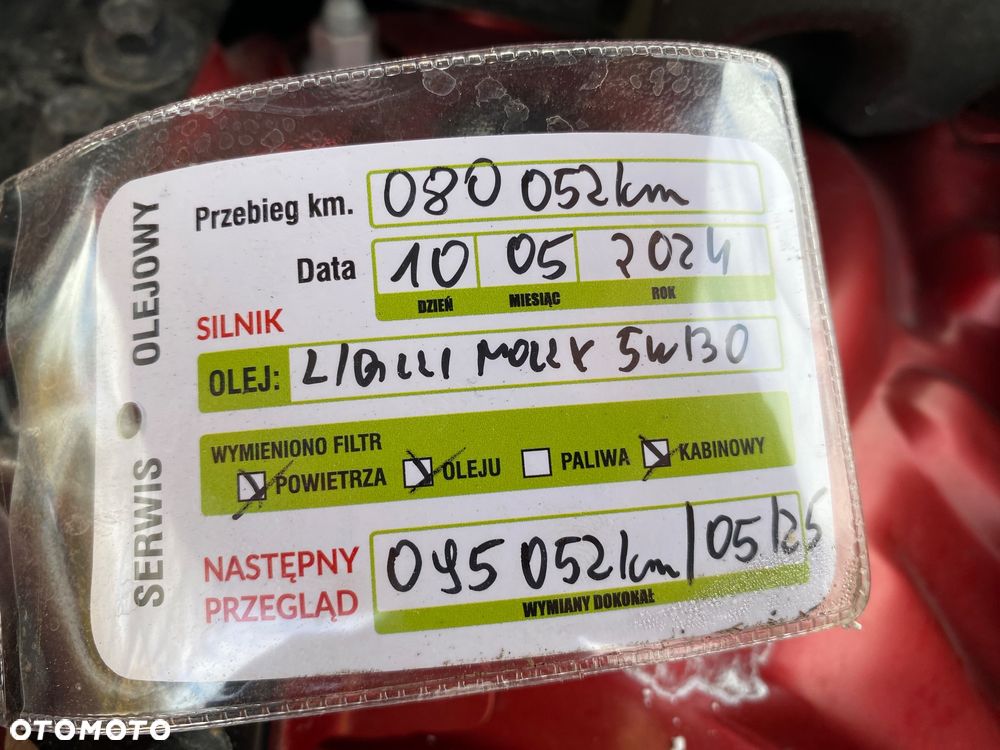 SERWIS OLEJOWY
Przebieg km. 080 052km
Data 10 05 2024
DZIEŃ MIESIĄC ROK
SILNIK
OLEJ: LIQUI MOLLY 5W30
WYMIENIONO FILTR
POWIETRZA OLEJU PALIWA KABINOWY
NASTĘPNY PRZEGLĄD 095 052km/05/25
WYMIANY DOKONAŁ
OTOMOTO